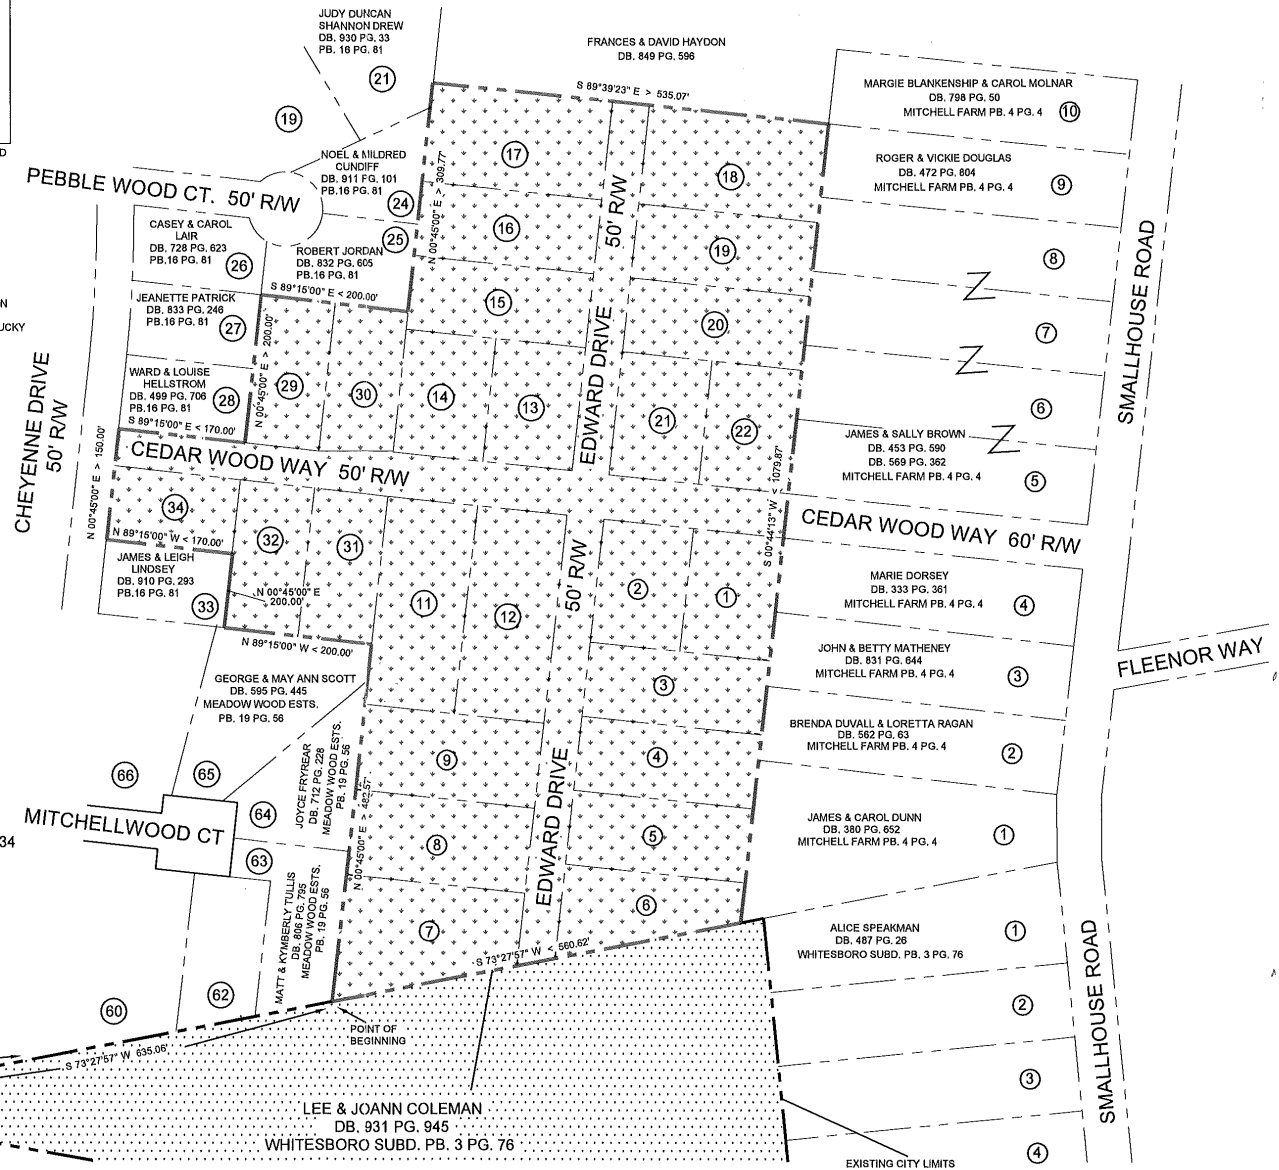 JUDY DUNCAN
SHANNON DREW
DB. 930 PG. 33
PB. 16 PG. 81
21
19
FRANCES & DAVID HAYDON
DB. 849 PG. 596
S 89°39'23" E > 535.07'
MARGIE BLANKENSHIP & CAROL MOLNAR
DB. 798 PG. 50
MITCHELL FARM PB. 4 PG. 4
10
ROGER & VICKIE DOUGLAS
DB. 472 PG. 804
MITCHELL FARM PB. 4 PG. 4
9
8
7
6
Z
Z
Z
JAMES & SALLY BROWN
DB. 453 PG. 590
DB. 569 PG. 362
MITCHELL FARM PB. 4 PG. 4
5
SMALLHOUSE ROAD
D
PEBBLE WOOD CT. 50' R/W
NOEL & MILDRED
CUNDIFF
DB. 911 PG. 101
PB.16 PG. 81
24
25
ROBERT JORDAN
DB. 832 PG. 605
PB.16 PG. 81
S 89°15'00" E < 200.00'
N 00°45'00" E > 309.77'
CASEY & CAROL
LAIR
DB. 728 PG. 623
PB.16 PG. 81
26
N
UCKY
JEANETTE PATRICK
DB. 833 PG. 246
PB.16 PG. 81
27
N 00°45'00" E > 200.00'
WARD & LOUISE
HELLSTROM
DB. 499 PG. 706
PB.16 PG. 81
28
S 89°15'00" E < 170.00'
CHEYENNE DRIVE
50' R/W
N 00°45'00" E > 150.00'
17
18
16
19
15
20
50' R/W
EDWARD DRIVE
29
30
14
13
21
22
S 00°44'13" W < 1079.87'
CEDAR WOOD WAY 50' R/W
CEDAR WOOD WAY 60' R/W
34
N 89°15'00" W < 170.00'
32
31
JAMES & LEIGH
LINDSEY
DB. 910 PG. 293
PB.16 PG. 81
33
N 00°45'00" E
200.00'
N 89°15'00" W < 200.00'
11
12
50' R/W
2
1
3
4
5
6
9
8
7
EDWARD DRIVE
MARIE DORSEY
DB. 333 PG. 361
MITCHELL FARM PB. 4 PG. 4
4
JOHN & BETTY MATHENEY
DB. 831 PG. 644
MITCHELL FARM PB. 4 PG. 4
3
FLEENOR WAY
BRENDA DUVALL & LORETTA RAGAN
DB. 562 PG. 63
MITCHELL FARM PB. 4 PG. 4
2
JAMES & CAROL DUNN
DB. 380 PG. 652
MITCHELL FARM PB. 4 PG. 4
1
GEORGE & MAY ANN SCOTT
DB. 595 PG. 445
MEADOW WOOD ESTS.
PB. 19 PG. 56
66
65
64
63
JOYCE FRYREAR
DB. 712 PG. 228
MEADOW WOOD ESTS.
PB. 19 PG. 56
N 00°45'00" E > 482.57'
34
MITCHELLWOOD CT
MATT & KYMBERLY TULLIS
DB. 806 PG. 795
MEADOW WOOD ESTS.
PB. 19 PG. 56
60
62
S 73°27'57" W < 560.62'
ALICE SPEAKMAN
DB. 487 PG. 26
WHITESBORO SUBD. PB. 3 PG. 76
1
2
3
4
SMALLHOUSE ROAD
POINT OF
BEGINNING
S 73°27'57" W 635.06'
LEE & JOANN COLEMAN
DB. 931 PG. 945
WHITESBORO SUBD. PB. 3 PG. 76
EXISTING CITY LIMITS